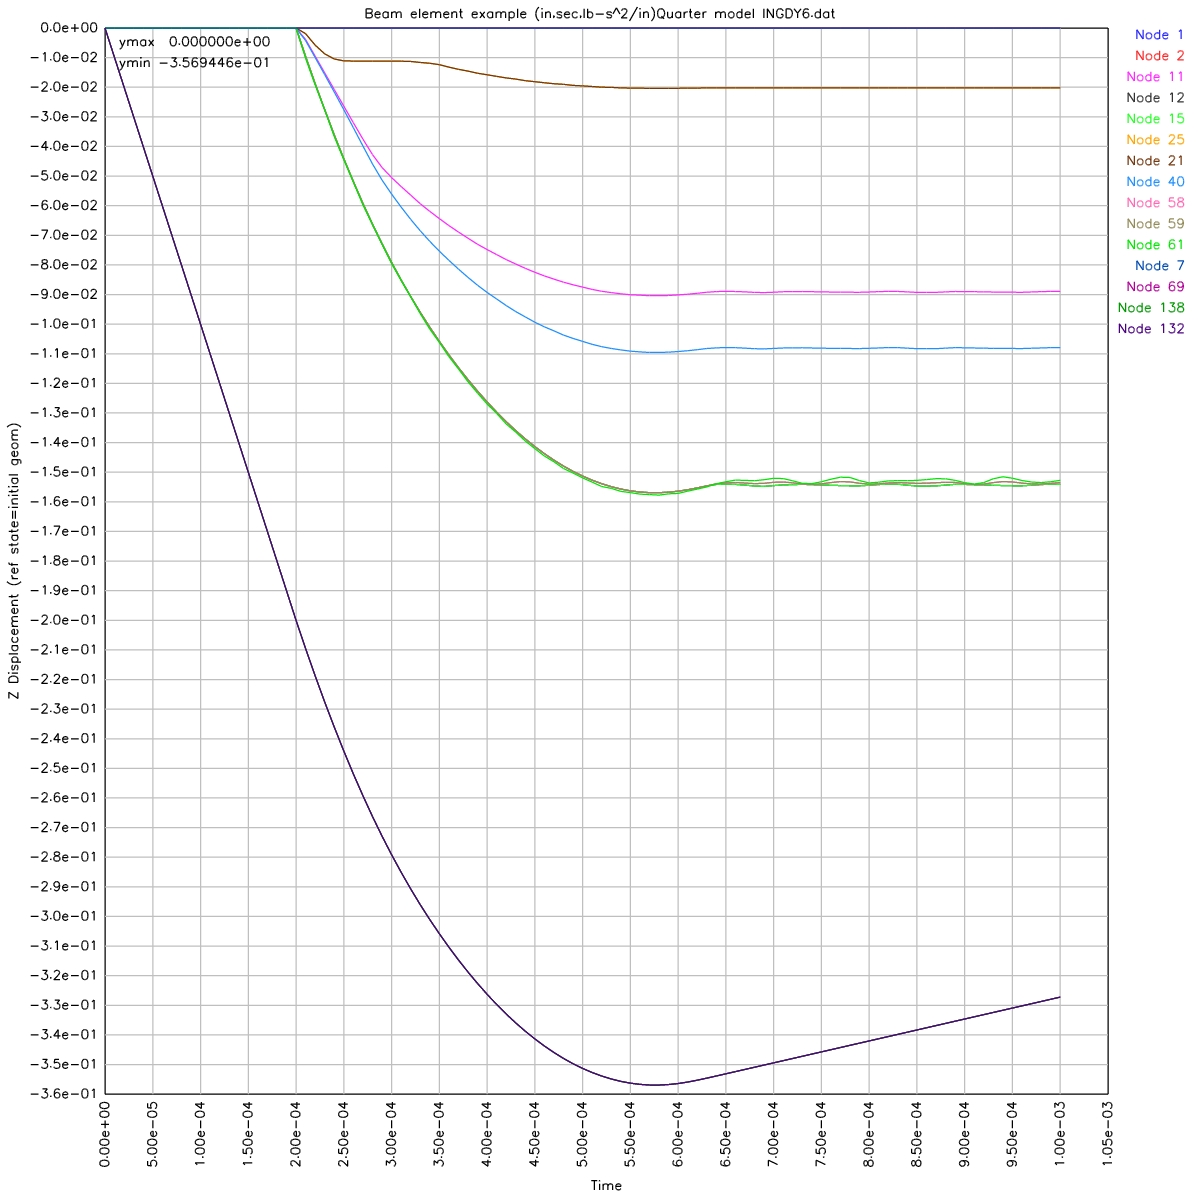 Beam element example (in.sec.lb-s^2/in)Quarter model INGDY6.dat
ymax 0.000000e+00
ymin -3.569446e-01
0.0e+00
-1.0e-02
-2.0e-02
-3.0e-02
-4.0e-02
-5.0e-02
-6.0e-02
-7.0e-02
-8.0e-02
-9.0e-02
-1.0e-01
-1.1e-01
-1.2e-01
-1.3e-01
-1.4e-01
-1.5e-01
-1.6e-01
-1.7e-01
-1.8e-01
-1.9e-01
-2.0e-01
-2.1e-01
-2.2e-01
-2.3e-01
-2.4e-01
-2.5e-01
-2.6e-01
-2.7e-01
-2.8e-01
-2.9e-01
-3.0e-01
-3.1e-01
-3.2e-01
-3.3e-01
-3.4e-01
-3.5e-01
-3.6e-01
Z Displacement (ref state=initial geom)
0.00e+00
5.00e-05
1.00e-04
1.50e-04
2.00e-04
2.50e-04
3.00e-04
3.50e-04
4.00e-04
4.50e-04
5.00e-04
5.50e-04
6.00e-04
6.50e-04
7.00e-04
7.50e-04
8.00e-04
8.50e-04
9.00e-04
9.50e-04
1.00e-03
1.05e-03
Time
Node 1
Node 2
Node 11
Node 12
Node 15
Node 25
Node 21
Node 40
Node 58
Node 59
Node 61
Node 7
Node 69
Node 138
Node 132